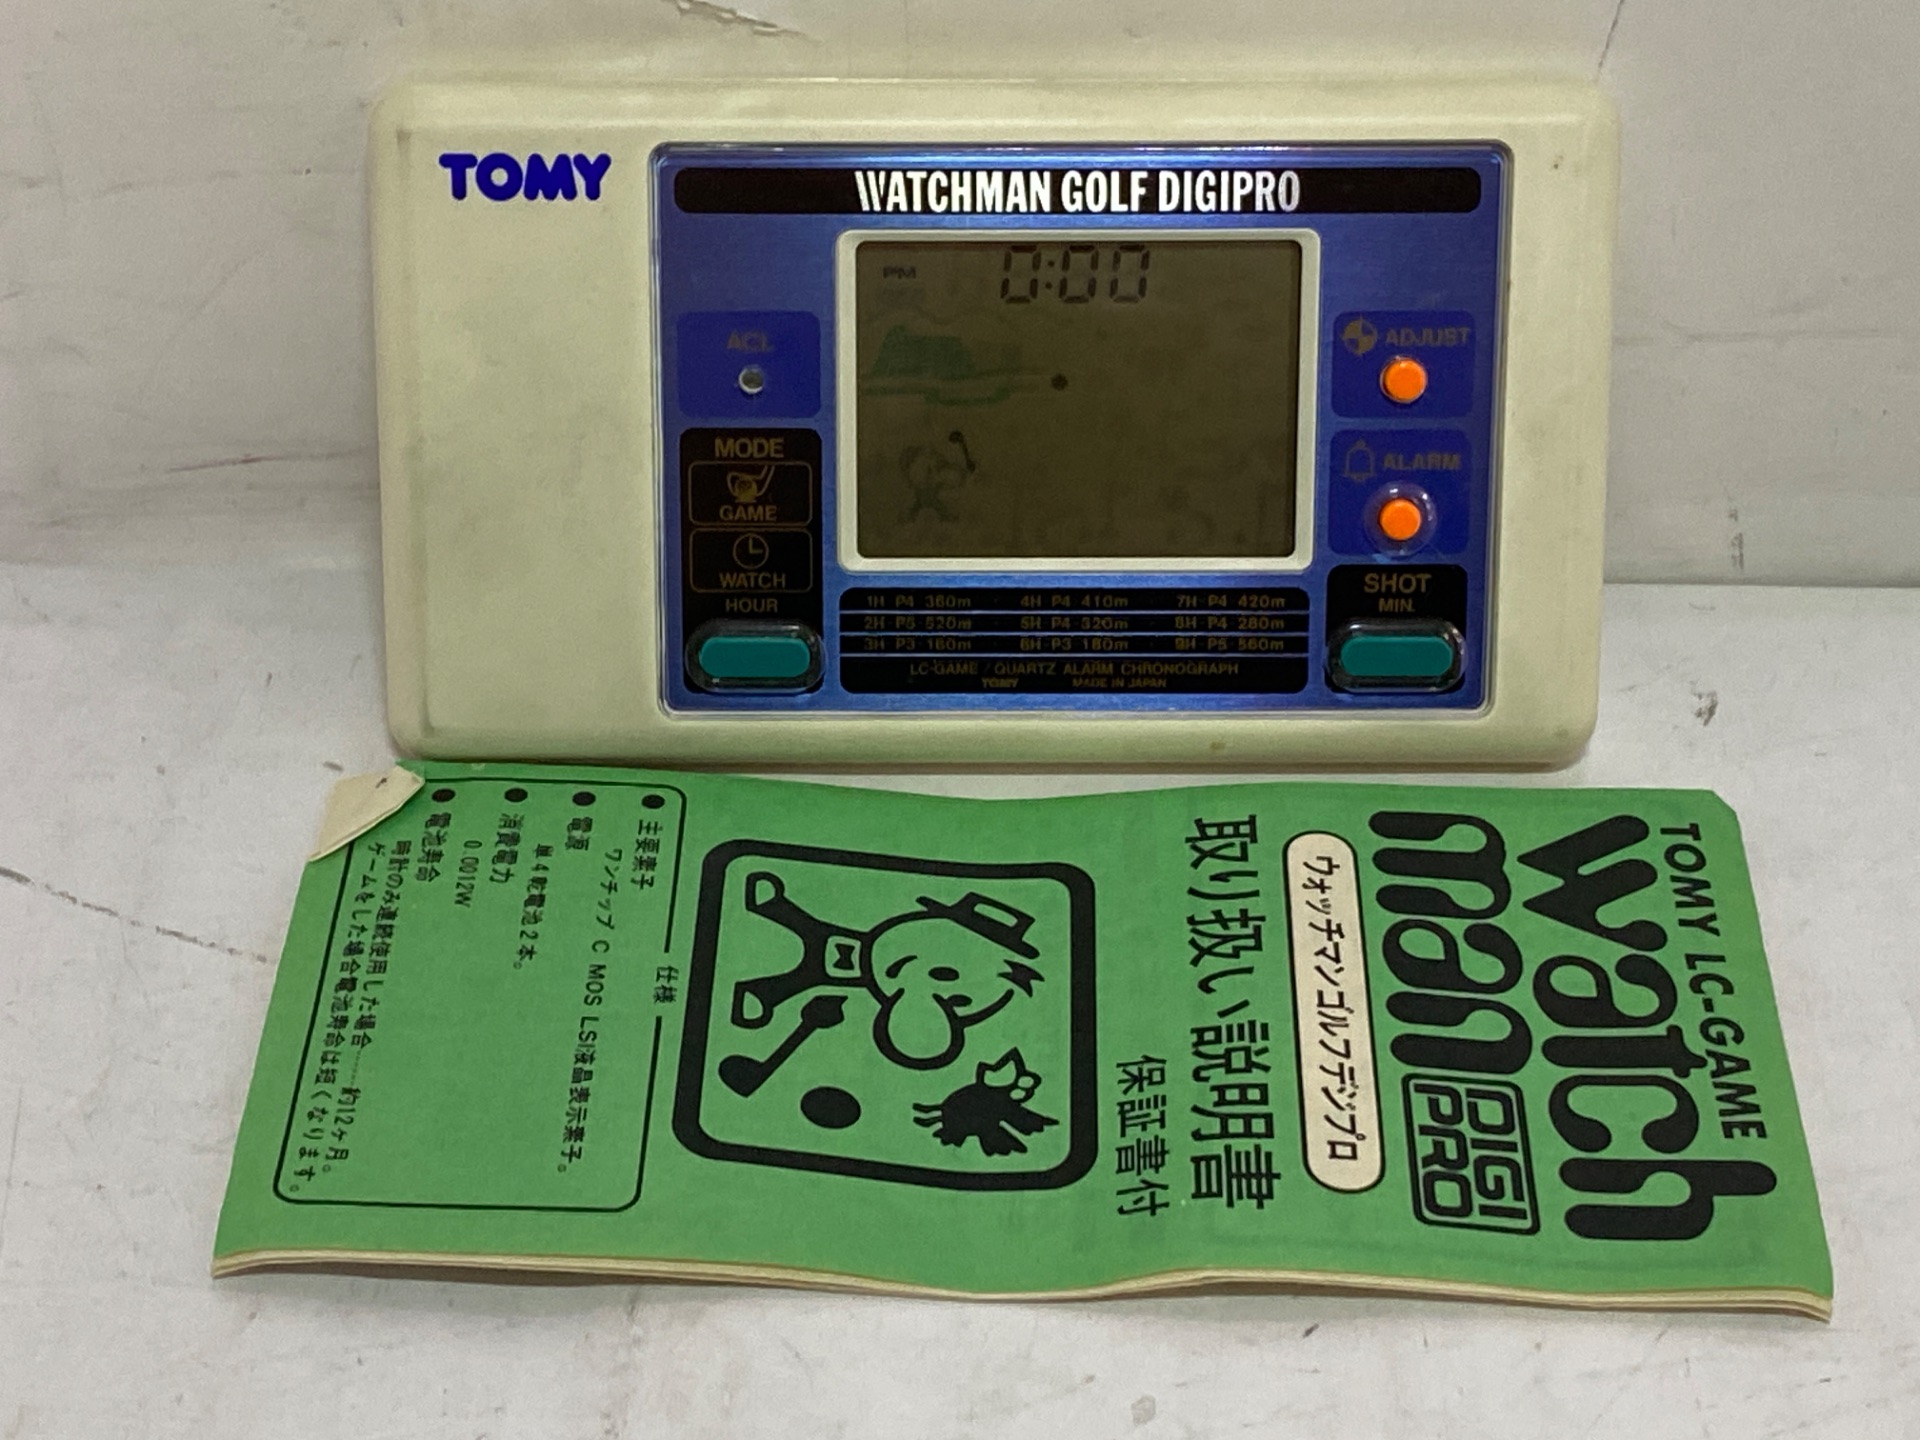 TOMY
WATCHMAN GOLF DIGIPRO
PM 0:00
ACL
ADJUST
MODE
GAME
WATCH
HOUR
ALARM
SHOT
MIN.
1H P4 360m 4H P4 410m 7H P4 420m
2H P5 520m 5H P4 320m 8H P4 280m
3H P3 160m 6H P3 180m 9H P5 560m
LC-GAME / QUARTZ ALARM CHRONOGRAPH
TOMY MADE IN JAPAN
TOMY LC-GAME
Watch
man DIGI PRO
ウォッチマンゴルフデジプロ
取り扱い説明書
保証書付
仕様
●主要素子
ワンチップ C MOS LSI液晶表示素子。
●電源
単4乾電池2本。
●消費電力
0.0012W
●電池寿命
時計のみ連続使用した場合……約12ヶ月。
ゲームをした場合電池寿命は短くなります。